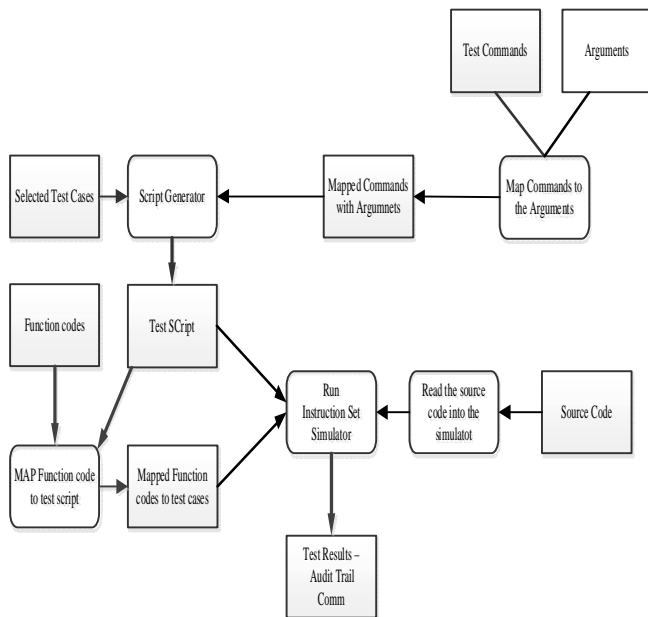 Test Commands
Arguments
Selected Test Cases
Script Generator
Mapped Commands
with Argumnets
Map Commands to
the Arguments
Function codes
Test SCript
Run
Instruction Set
Simulator
Read the source
code into the
simulatot
Source Code
MAP Function code
to test script
Mapped Function
codes to test cases
Test Results –
Audit Trail
Comm